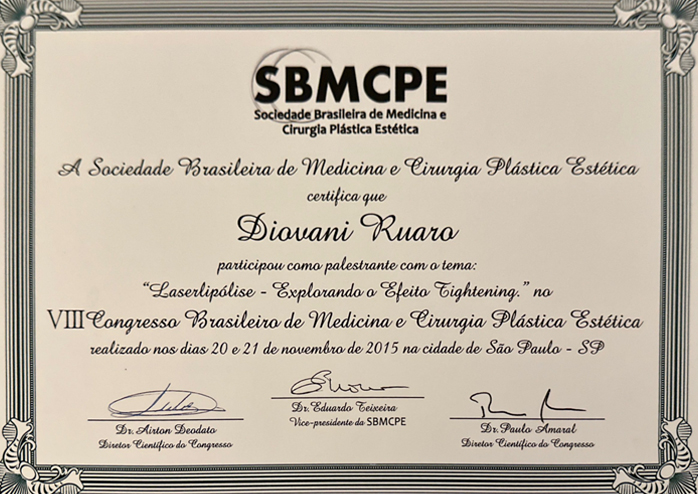 SBMCPE
Sociedade Brasileira de Medicina e
Cirurgia Plástica Estética
A Sociedade Brasileira de Medicina e Cirurgia Plástica Estética
certifica que
Diovani Ruaro
participou como palestrante com o tema:
"Laserlipólise - Explorando o Efeito Tightening." no
VIII Congresso Brasileiro de Medicina e Cirurgia Plástica Estética
realizado nos dias 20 e 21 de novembro de 2015 na cidade de São Paulo - SP
Dr. Airton Deodato
Diretor Científico do Congresso
Dr. Eduardo Teixeira
Vice-presidente da SBMCPE
Dr. Paulo Amaral
Diretor Científico do Congresso